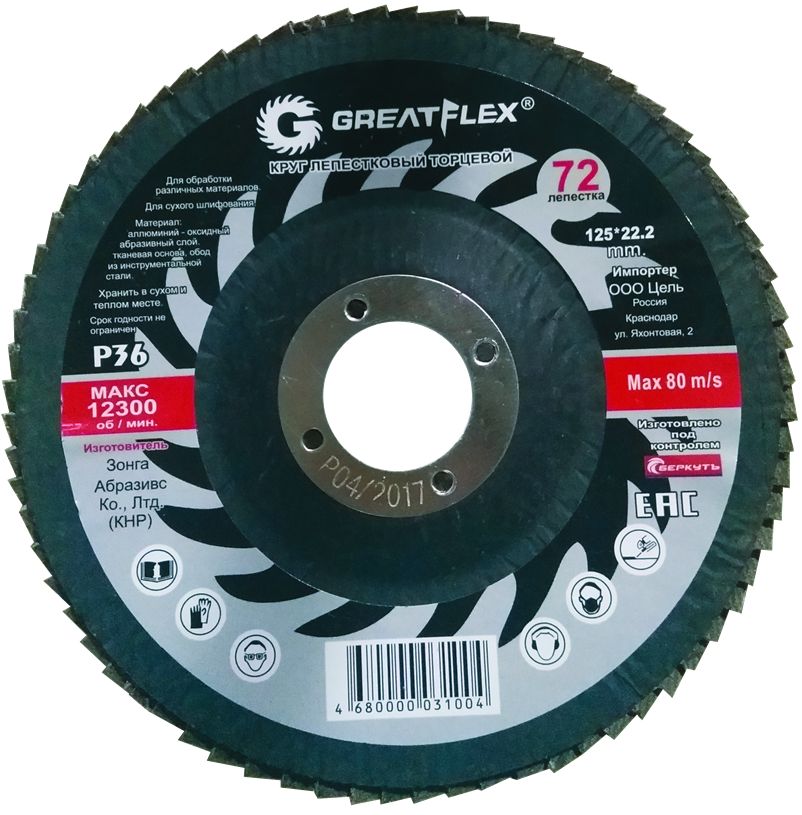 GREATFLEX®
КРУГ ЛЕПЕСТКОВЫЙ ТОРЦЕВОЙ
72
лепестка
125*22.2
mm.
Импортер
ООО Цель
Россия
Краснодар
ул. Яхонтовая, 2
Для обработки
различных материалов.
Для сухого шлифования.
Материал:
аллюминий - оксидный
абразивный слой.
тканевая основа, обод
из инструментальной
стали.
Хранить в сухом и
теплом месте.
Срок годности не
ограничен
P36
МАКС
12300
об / мин.
Изготовитель
Зонга
Абразивс
Ко., Лтд.
(КНР)
Max 80 m/s
Изготовлено
под
контролем
БЕРКУТЪ
EAC
P04/2017
4 680000 031004